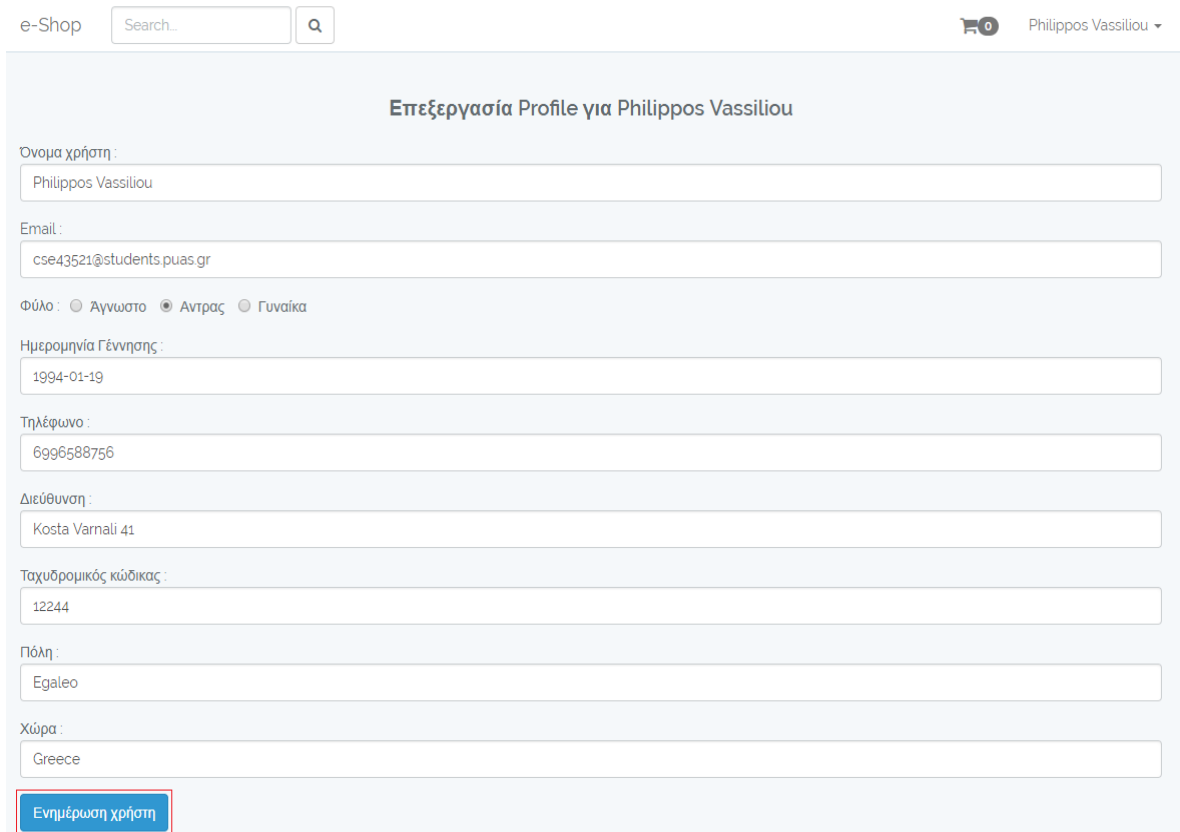 e-Shop Search... 0 Philippos Vassiliou
Επεξεργασία Profile για Philippos Vassiliou
Όνομα χρήστη :
Philippos Vassiliou
Email :
cse43521@students.puas.gr
Φύλο : Άγνωστο Αντρας Γυναίκα
Ημερομηνία Γέννησης :
1994-01-19
Τηλέφωνο :
6996588756
Διεύθυνση :
Kosta Varnali 41
Ταχυδρομικός κώδικας :
12244
Πόλη :
Egaleo
Χώρα :
Greece
Ενημέρωση χρήστη